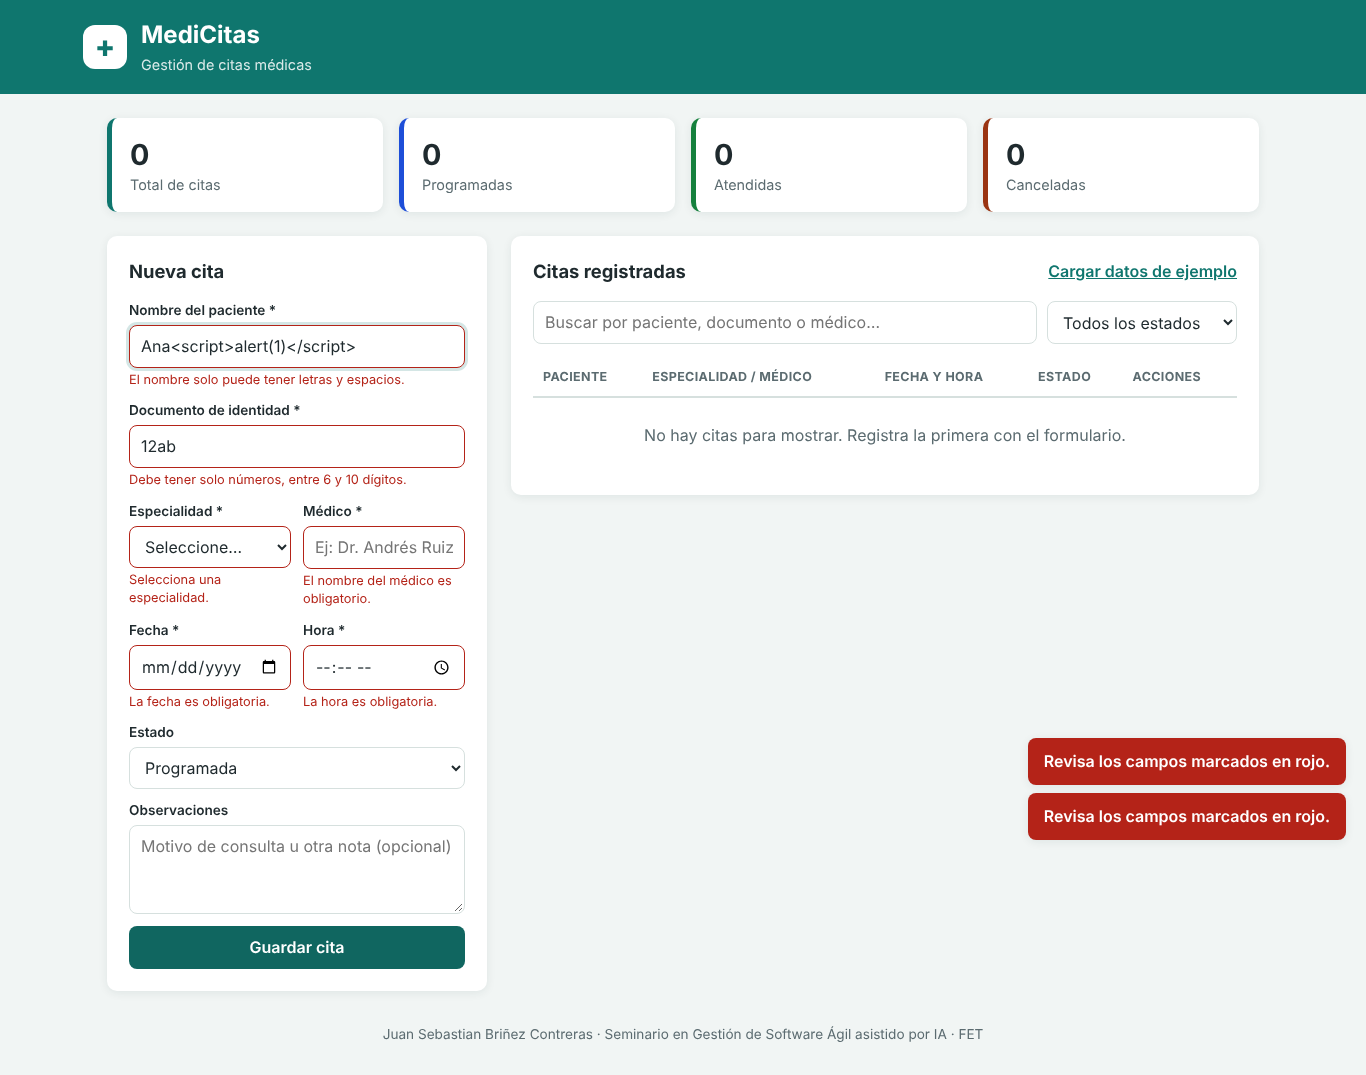 MediCitas
Gestión de citas médicas
0
Total de citas
0
Programadas
0
Atendidas
0
Canceladas
Nueva cita
Nombre del paciente *
Ana<script>alert(1)</script>
El nombre solo puede tener letras y espacios.
Documento de identidad *
12ab
Debe tener solo números, entre 6 y 10 dígitos.
Especialidad *
Seleccione...
Selecciona una
especialidad.
Médico *
Ej: Dr. Andrés Ruiz
El nombre del médico es
obligatorio.
Fecha *
mm/dd/yyyy
La fecha es obligatoria.
Hora *
--:-- --
La hora es obligatoria.
Estado
Programada
Observaciones
Motivo de consulta u otra nota (opcional)
Guardar cita
Citas registradas
Cargar datos de ejemplo
Buscar por paciente, documento o médico...
Todos los estados
PACIENTE
ESPECIALIDAD / MÉDICO
FECHA Y HORA
ESTADO
ACCIONES
No hay citas para mostrar. Registra la primera con el formulario.
Revisa los campos marcados en rojo.
Revisa los campos marcados en rojo.
Juan Sebastian Briñez Contreras · Seminario en Gestión de Software Ágil asistido por IA · FET